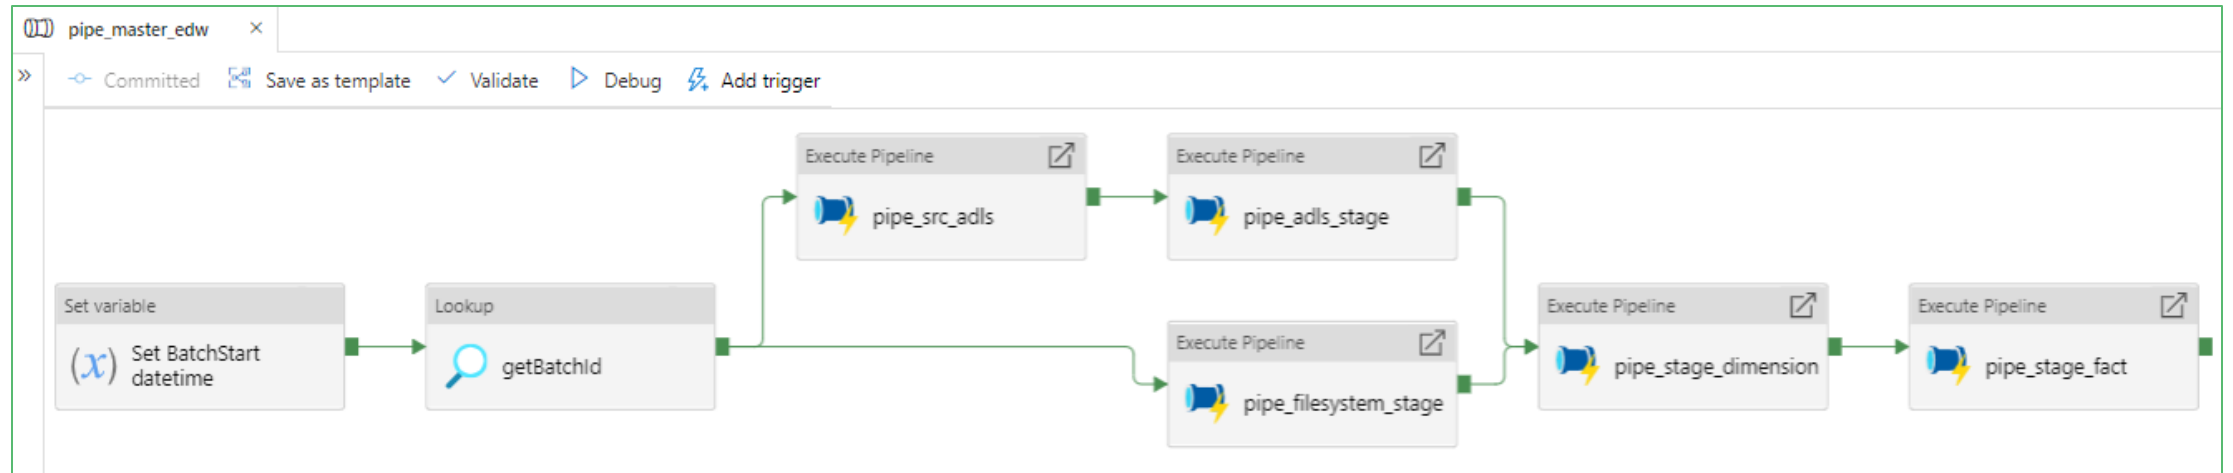 pipe_master_edw
Committed
Save as template
Validate
Debug
Add trigger
Set variable
Set BatchStart
datetime
Lookup
getBatchId
Execute Pipeline
pipe_src_adls
Execute Pipeline
pipe_adls_stage
Execute Pipeline
pipe_filesystem_stage
Execute Pipeline
pipe_stage_dimension
Execute Pipeline
pipe_stage_fact